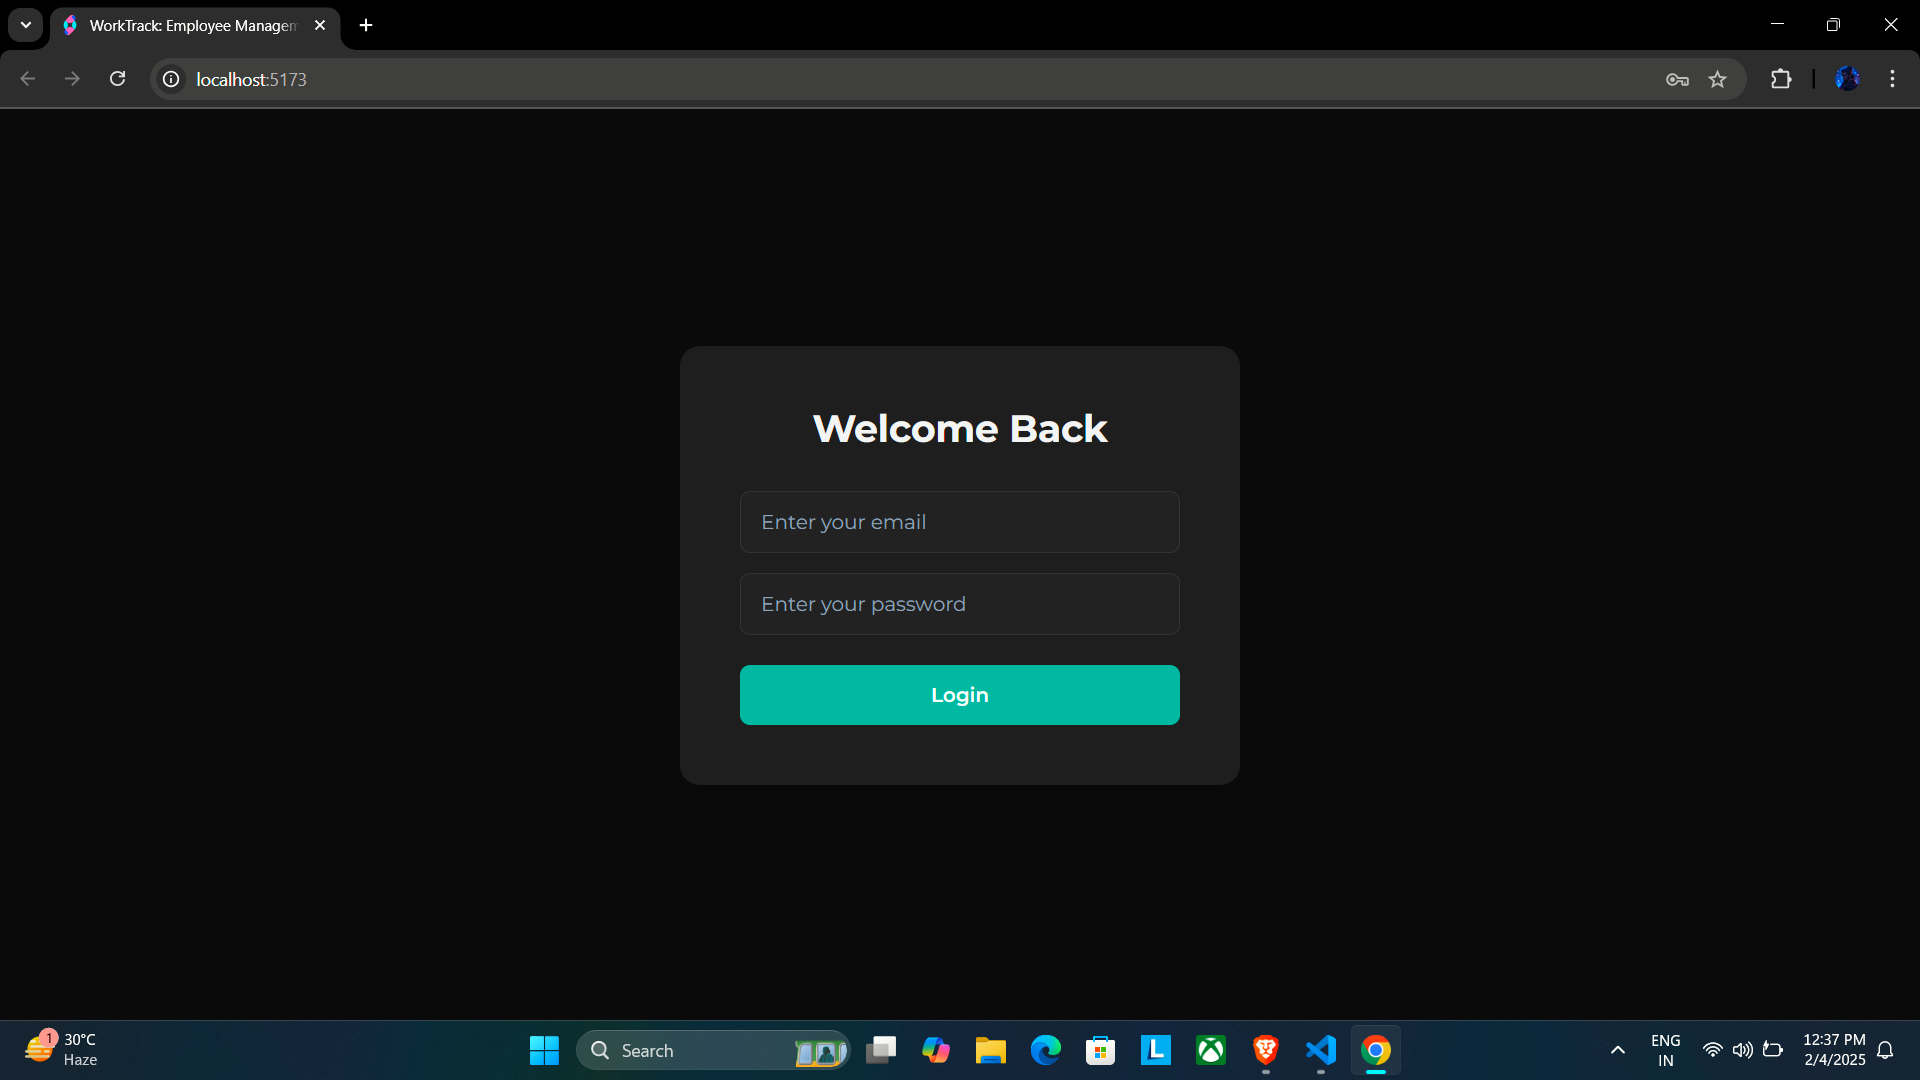 WorkTrack: Employee Managem
localhost:5173
Welcome Back
Enter your email
Enter your password
Login
1
30°C
Haze
Search
L
ENG
IN
12:37 PM
2/4/2025